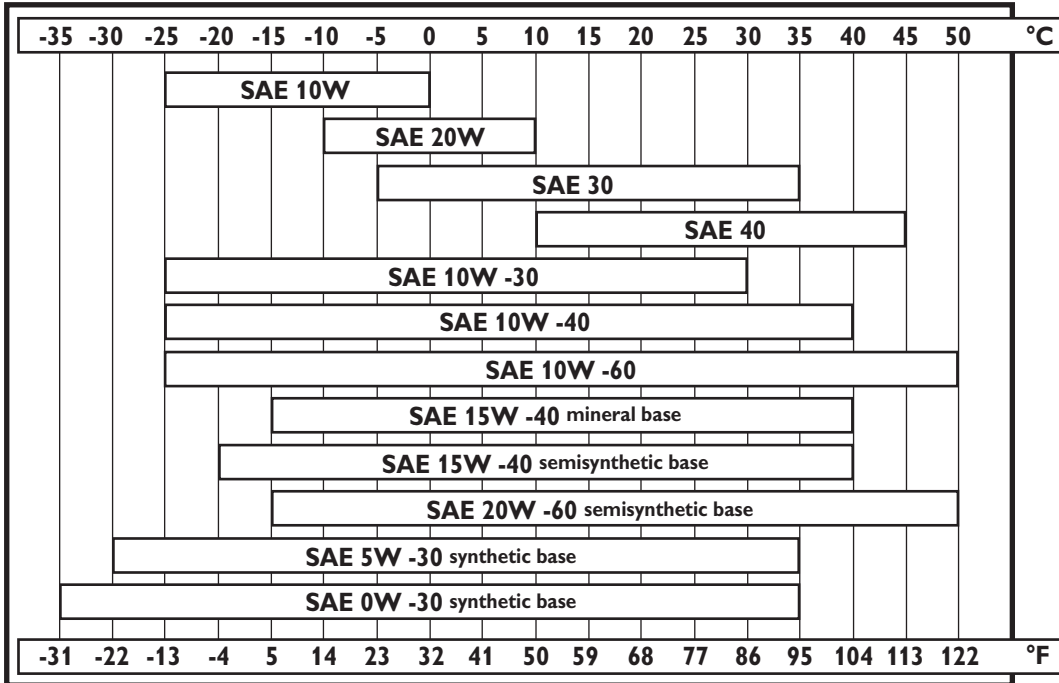 -35 -30 -25 -20 -15 -10 -5 0 5 10 15 20 25 30 35 40 45 50 °C
SAE 10W
SAE 20W
SAE 30
SAE 40
SAE 10W -30
SAE 10W -40
SAE 10W -60
SAE 15W -40 mineral base
SAE 15W -40 semisynthetic base
SAE 20W -60 semisynthetic base
SAE 5W -30 synthetic base
SAE 0W -30 synthetic base
-31 -22 -13 -4 5 14 23 32 41 50 59 68 77 86 95 104 113 122 °F